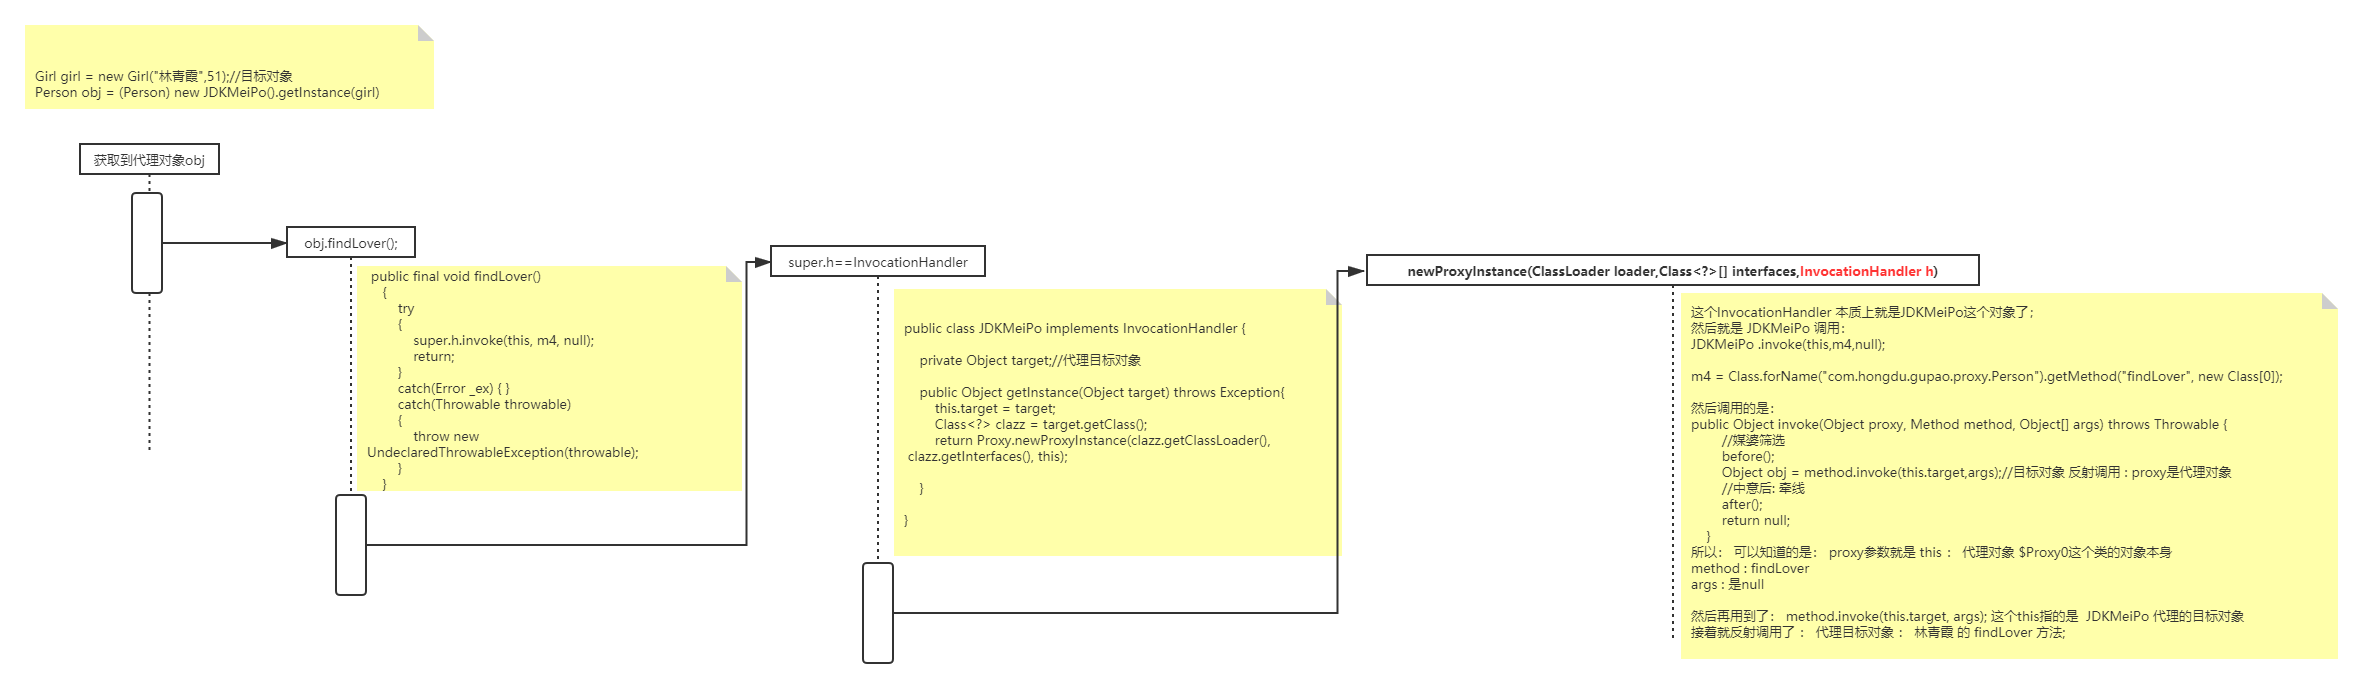 Girl girl = new Girl("林青霞",51);//目标对象
Person obj = (Person) new JDKMeiPo().getInstance(girl)
获取到代理对象obj
obj.findLover();
public final void findLover()
{
try
{
super.h.invoke(this, m4, null);
return;
}
catch(Error _ex) { }
catch(Throwable throwable)
{
throw new
UndeclaredThrowableException(throwable);
}
}
super.h==InvocationHandler
public class JDKMeiPo implements InvocationHandler {
private Object target;//代理目标对象
public Object getInstance(Object target) throws Exception{
this.target = target;
Class<?> clazz = target.getClass();
return Proxy.newProxyInstance(clazz.getClassLoader(),
clazz.getInterfaces(), this);
}
}
newProxyInstance(ClassLoader loader,Class<?>[] interfaces,InvocationHandler h)
这个InvocationHandler 本质上就是JDKMeiPo这个对象了;
然后就是 JDKMeiPo 调用：
JDKMeiPo .invoke(this,m4,null);
m4 = Class.forName("com.hongdu.gupao.proxy.Person").getMethod("findLover", new Class[0]);
然后调用的是：
public Object invoke(Object proxy, Method method, Object[] args) throws Throwable {
//媒婆筛选
before();
Object obj = method.invoke(this.target,args);//目标对象 反射调用 : proxy是代理对象
//中意后: 牵线
after();
return null;
}
所以： 可以知道的是： proxy参数就是 this ： 代理对象 $Proxy0这个类的对象本身
method : findLover
args : 是null
然后再用到了： method.invoke(this.target, args); 这个this指的是 JDKMeiPo 代理的目标对象
接着就反射调用了 ： 代理目标对象 ： 林青霞 的 findLover 方法;